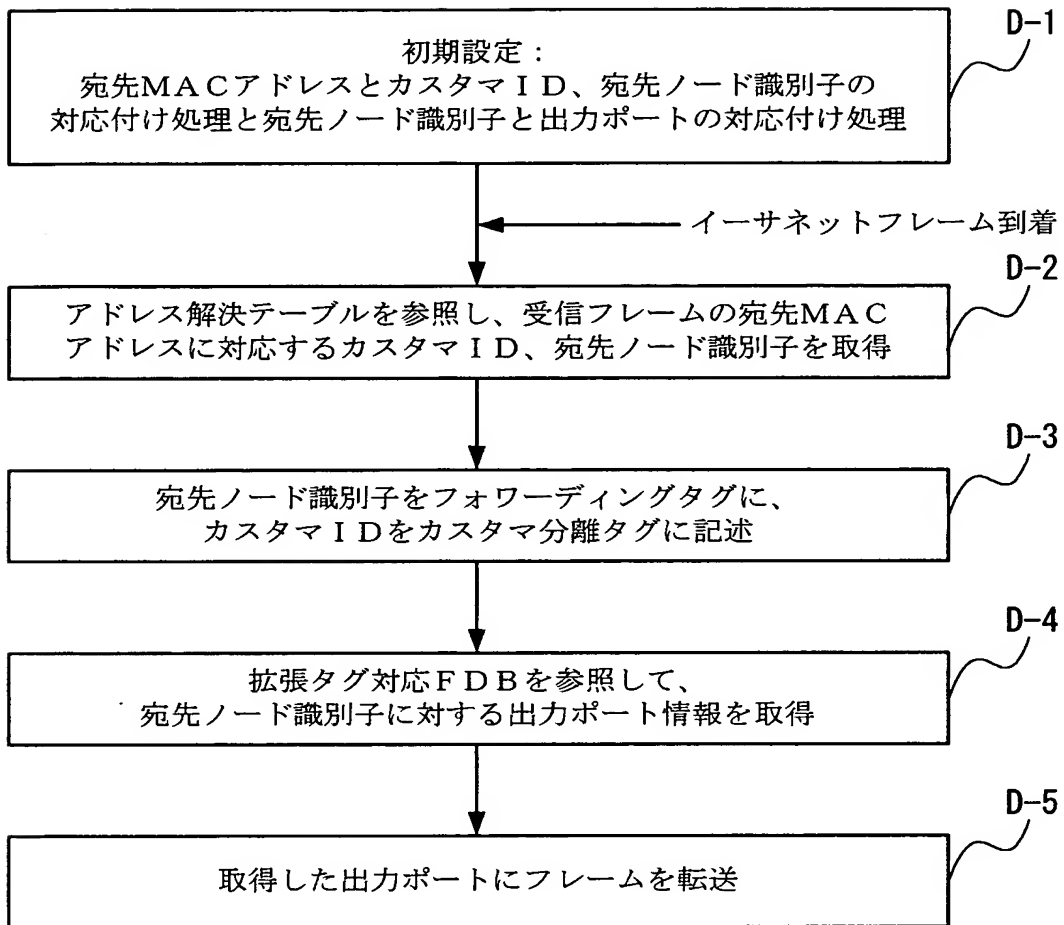 D-1
初期設定：
宛先MACアドレスとカスタマＩＤ、宛先ノード識別子の
対応付け処理と宛先ノード識別子と出力ポートの対応付け処理
イーサネットフレーム到着
D-2
アドレス解決テーブルを参照し、受信フレームの宛先ＭＡＣ
アドレスに対応するカスタマＩＤ、宛先ノード識別子を取得
D-3
宛先ノード識別子をフォワーディングタグに、
カスタマＩＤをカスタマ分離タグに記述
D-4
拡張タグ対応ＦＤＢを参照して、
宛先ノード識別子に対する出力ポート情報を取得
D-5
取得した出力ポートにフレームを転送